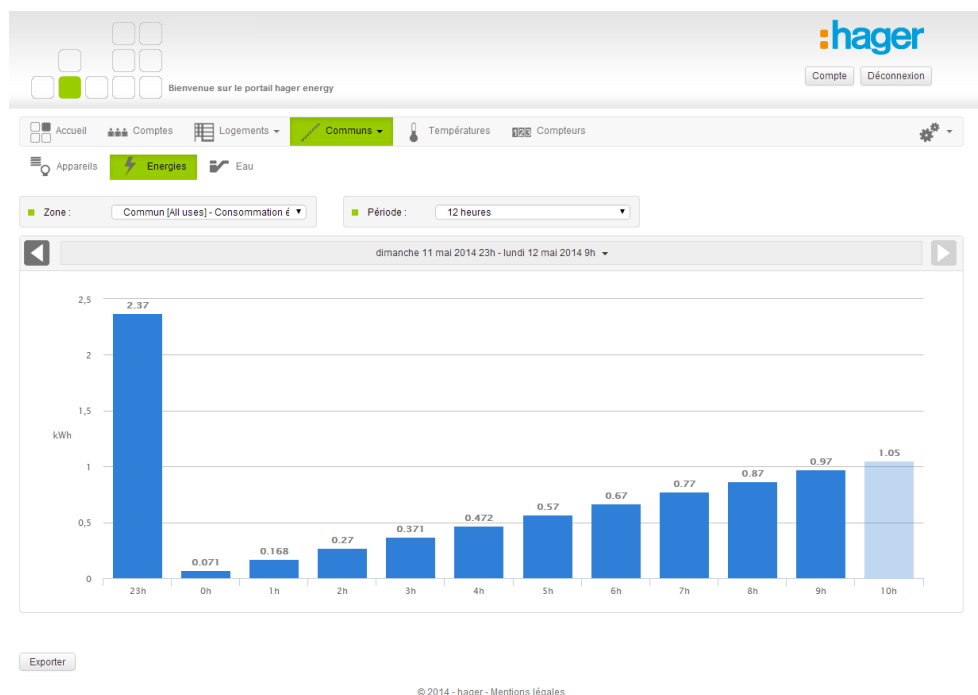 :hager
Compte Déconnexion
Bienvenue sur le portail hager energy
Accueil Comptes Logements Communs Températures 123 Compteurs
Appareils Energies Eau
Zone : Commun [All uses] - Consommation é Période : 12 heures
dimanche 11 mai 2014 23h - lundi 12 mai 2014 9h
2,5
2
1,5
kWh
1
0,5
0
2.37
0.071
0.168
0.27
0.371
0.472
0.57
0.67
0.77
0.87
0.97
1.05
23h 0h 1h 2h 3h 4h 5h 6h 7h 8h 9h 10h
Exporter
© 2014 - hager - Mentions légales